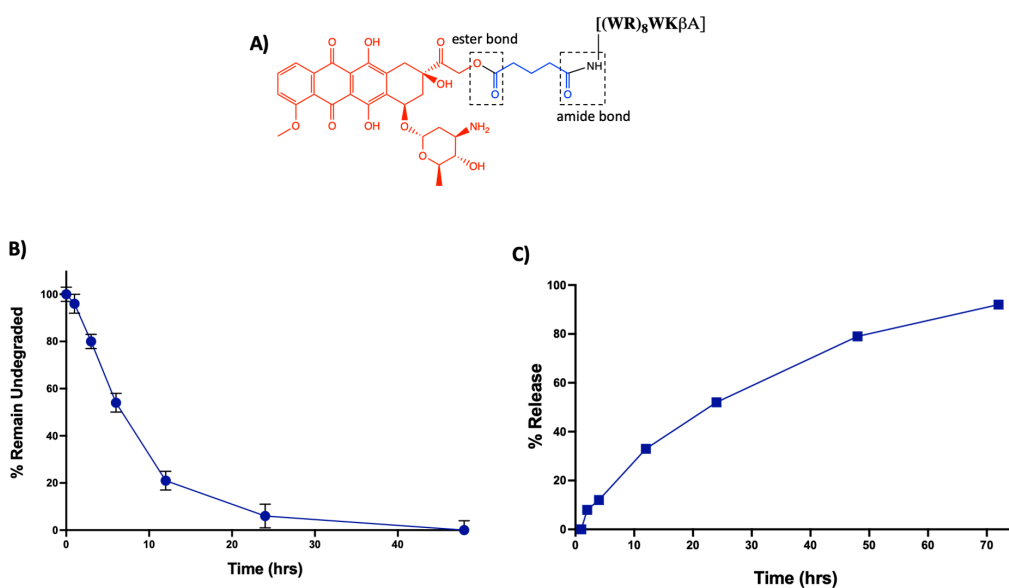 A)
[(WR)₈WKβA]
ester bond
O OH O
O O NH
OH
O O
amide bond
O O OH O
NH₂
O
OH
B)
% Remain Undegraded
100
80
60
40
20
0
0 10 20 30 40
Time (hrs)
C)
% Release
100
80
60
40
20
0
0 10 20 30 40 50 60 70
Time (hrs)